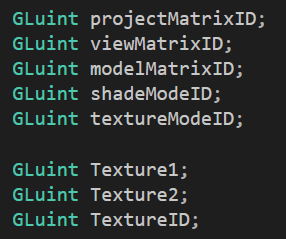 GLuint projectMatrixID;
GLuint viewMatrixID;
GLuint modelMatrixID;
GLuint shadeModeID;
GLuint textureModeID;
GLuint Texture1;
GLuint Texture2;
GLuint TextureID;